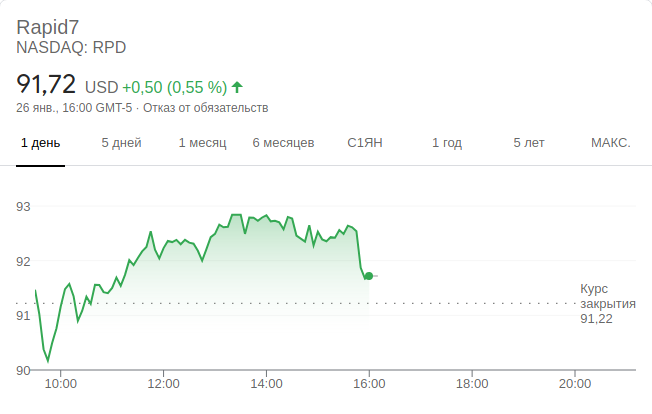 Rapid7
NASDAQ: RPD
91,72 USD +0,50 (0,55 %)
26 янв., 16:00 GMT-5 · Отказ от обязательств
1 день 5 дней 1 месяц 6 месяцев С1ЯН 1 год 5 лет МАКС.
93
92
91
90
Курс
закрытия
91,22
10:00 12:00 14:00 16:00 18:00 20:00